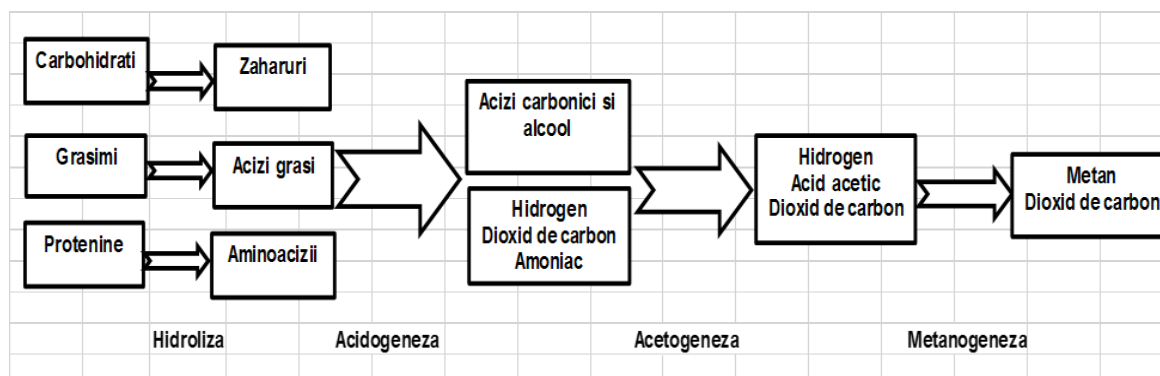 Carbohidrati
Zaharuri
Grasimi
Acizi grasi
Protenine
Aminoacizii
Acizi carbonici si
alcool
Hidrogen
Dioxid de carbon
Amoniac
Hidrogen
Acid acetic
Dioxid de carbon
Metan
Dioxid de carbon
Hidroliza
Acidogeneza
Acetogeneza
Metanogeneza